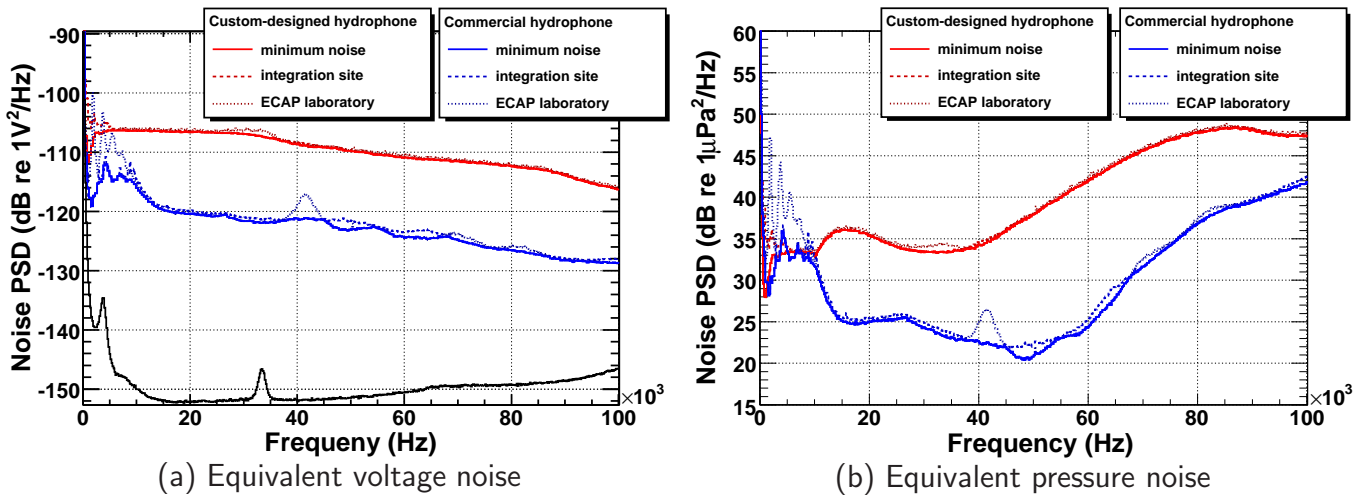 Custom-designed hydrophone
minimum noise
integration site
ECAP laboratory
Commercial hydrophone
minimum noise
integration site
ECAP laboratory
Noise PSD (dB re 1V²/Hz)
-90
-100
-110
-120
-130
-140
-150
0 20 40 60 80 100
×10³
Frequeny (Hz)
(a) Equivalent voltage noise
Custom-designed hydrophone
minimum noise
integration site
ECAP laboratory
Commercial hydrophone
minimum noise
integration site
ECAP laboratory
Noise PSD (dB re 1μPa²/Hz)
60
55
50
45
40
35
30
25
20
15
0 20 40 60 80 100
×10³
Frequency (Hz)
(b) Equivalent pressure noise